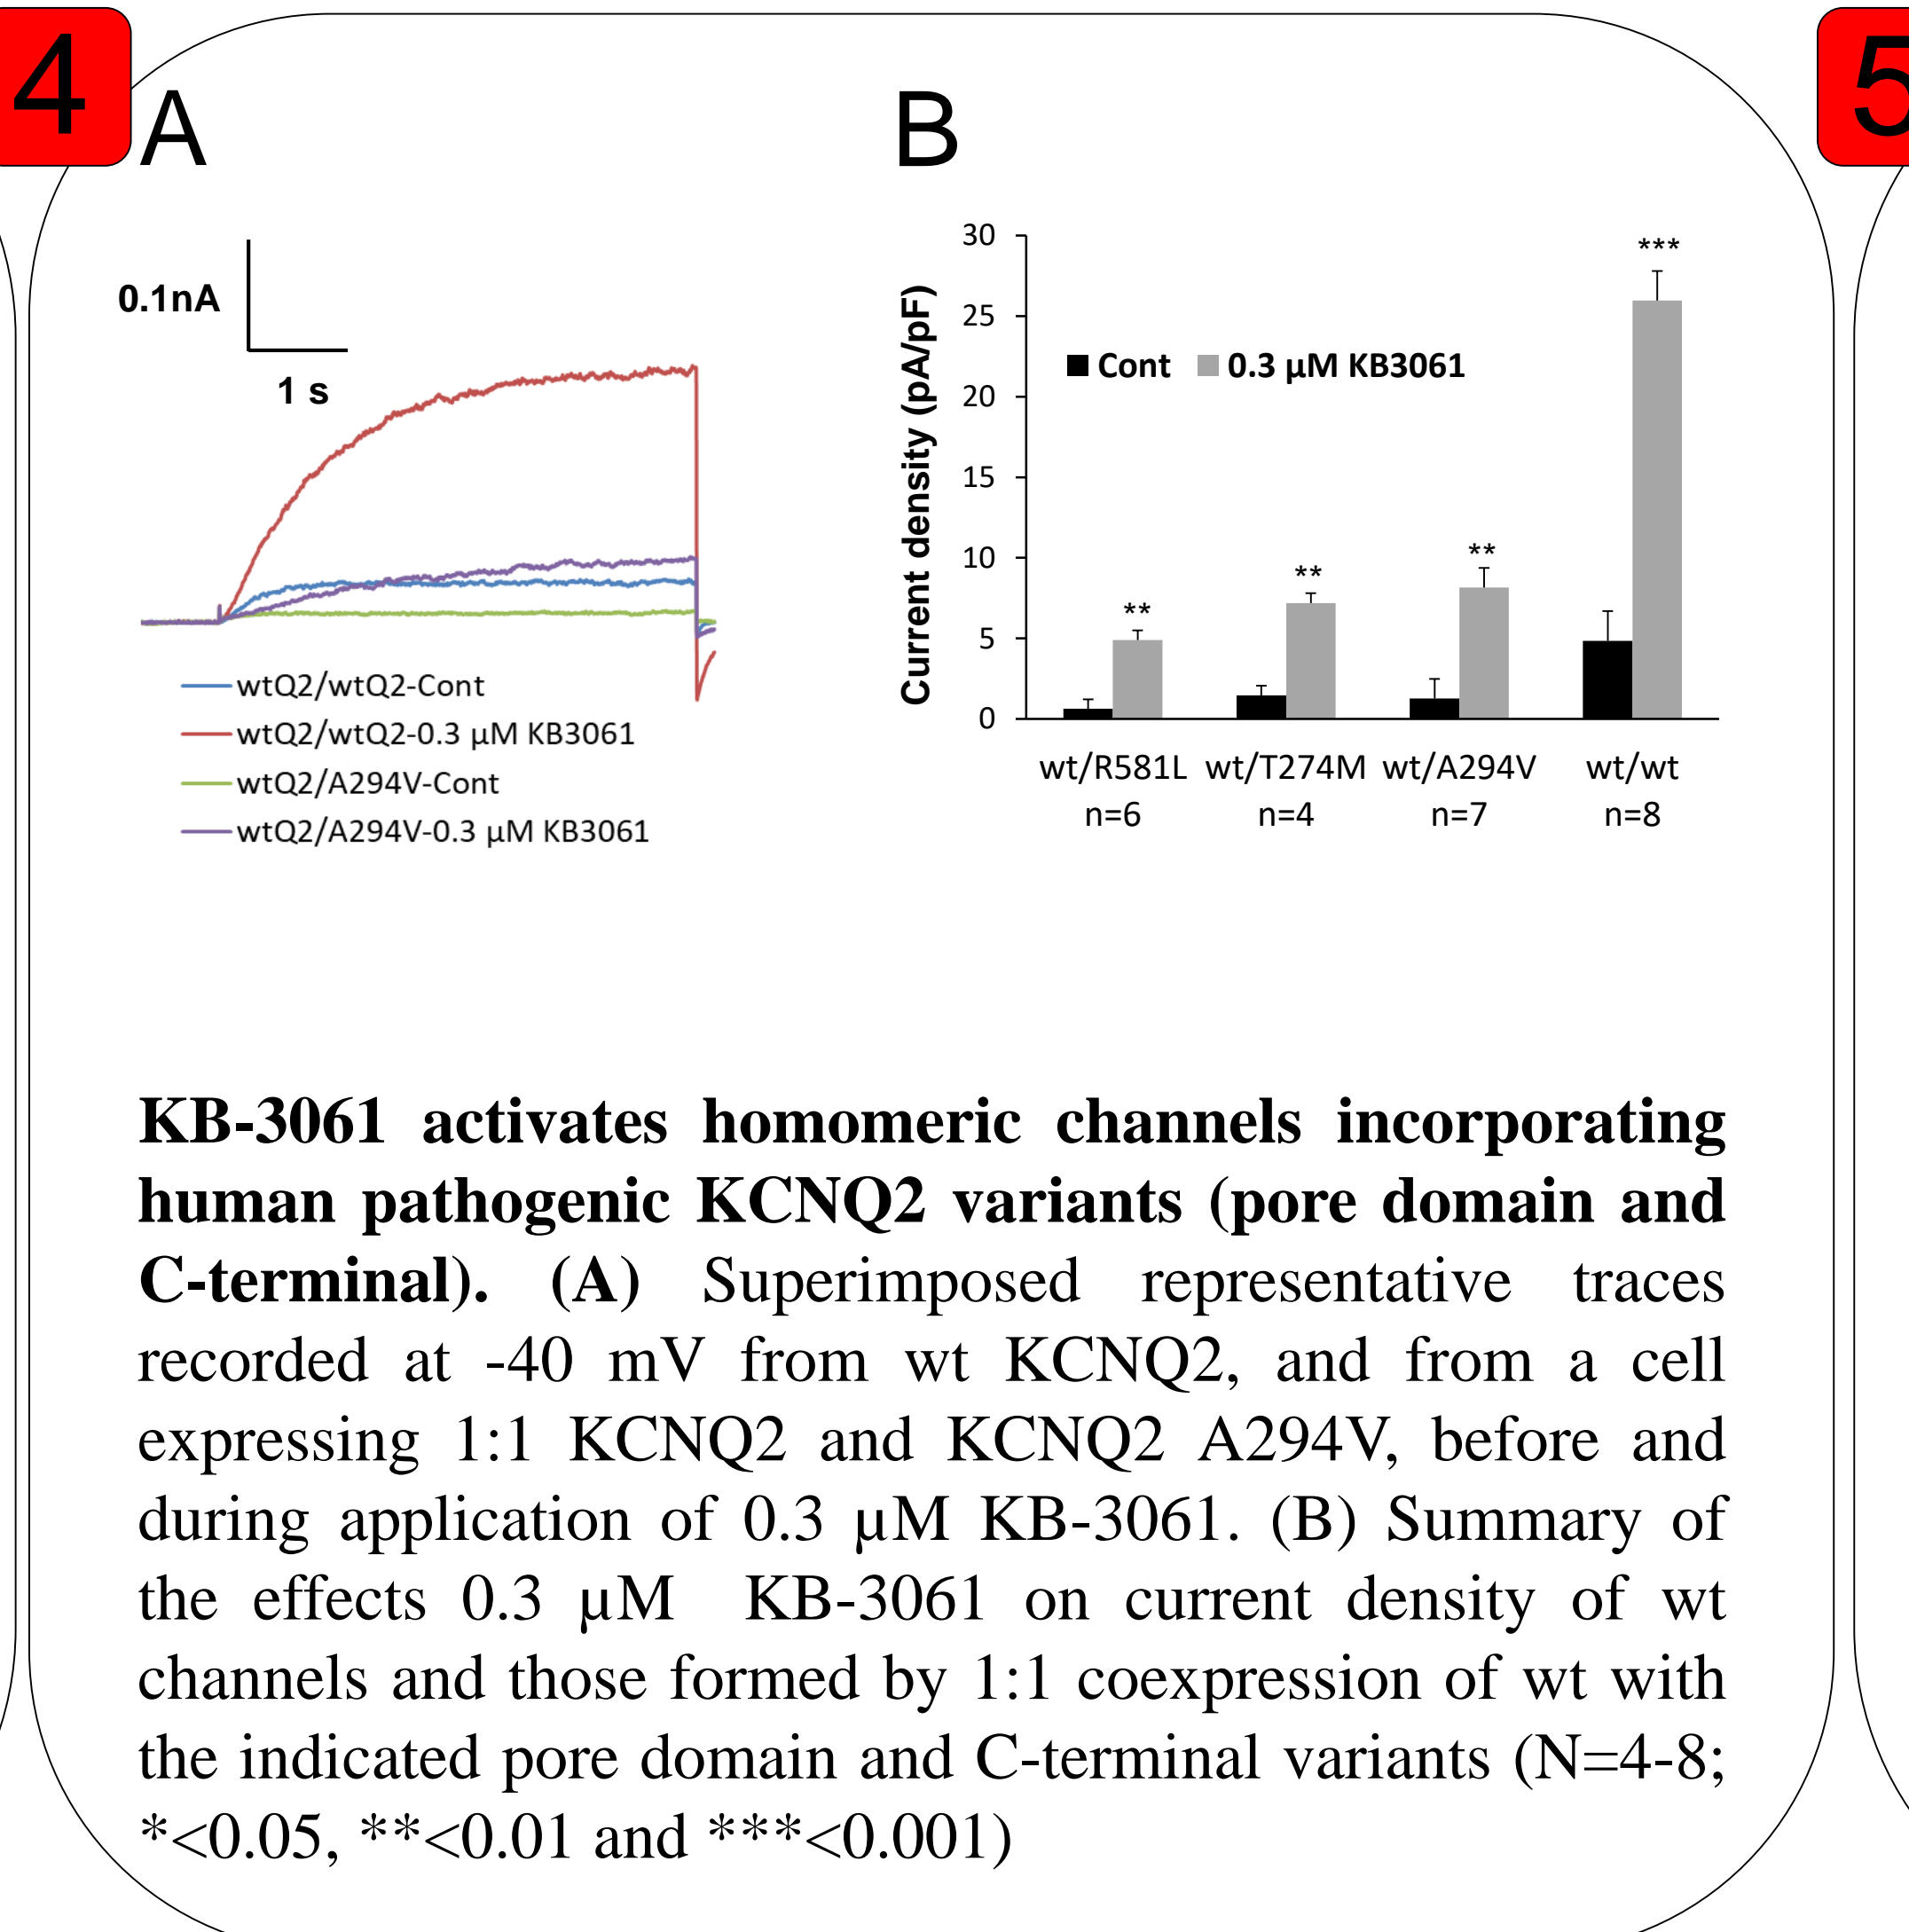 4
5
A
B
0.1nA
1 s
wtQ2/wtQ2-Cont
wtQ2/wtQ2-0.3 µM KB3061
wtQ2/A294V-Cont
wtQ2/A294V-0.3 µM KB3061
Current density (pA/pF)
30
25
20
15
10
5
0
Cont 0.3 µM KB3061
** ** ** ***
wt/R581L wt/T274M wt/A294V wt/wt
n=6 n=4 n=7 n=8
KB-3061 activates homomeric channels incorporating
human pathogenic KCNQ2 variants (pore domain and
C-terminal). (A) Superimposed representative traces
recorded at -40 mV from wt KCNQ2, and from a cell
expressing 1:1 KCNQ2 and KCNQ2 A294V, before and
during application of 0.3 µM KB-3061. (B) Summary of
the effects 0.3 µM KB-3061 on current density of wt
channels and those formed by 1:1 coexpression of wt with
the indicated pore domain and C-terminal variants (N=4-8;
*<0.05, **<0.01 and ***<0.001)